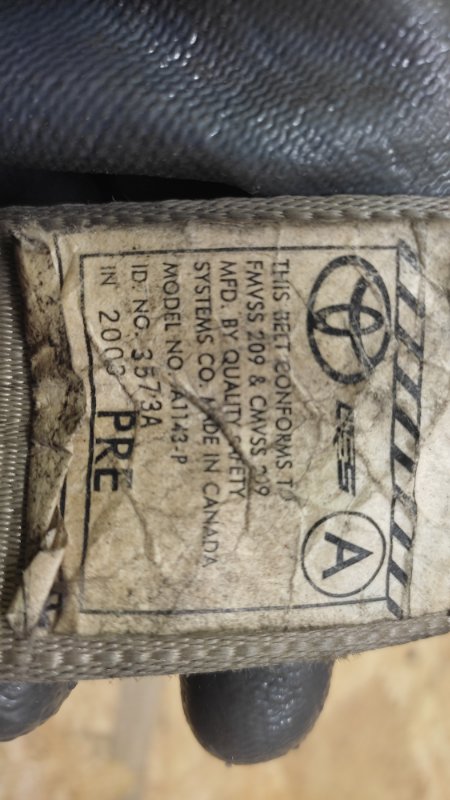 QSS A
THIS BELT CONFORMS TO
FMVSS 209 & CMVSS 209
MFD. BY QUALITY SAFETY
SYSTEMS CO. MADE IN CANADA
MODEL NO. A1143-P
ID. NO. 3573A
IN 2003 PRE